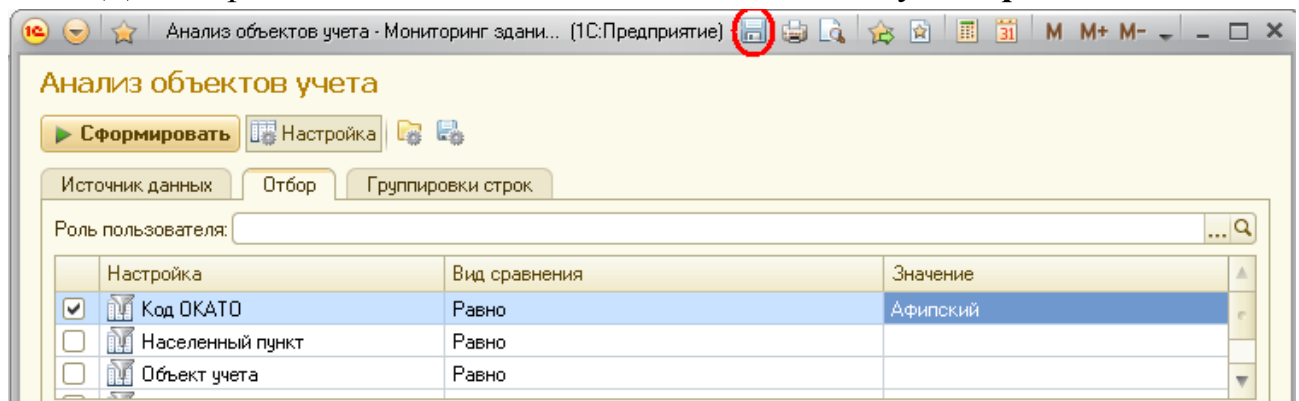 Анализ объектов учета - Мониторинг здани... (1С:Предприятие)
31 M M+ M-
Анализ объектов учета
Сформировать Настройка
Источник данных Отбор Группировки строк
Роль пользователя: ...
Настройка Вид сравнения Значение
Код ОКАТО Равно Афипский
Населенный пункт Равно
Объект учета Равно